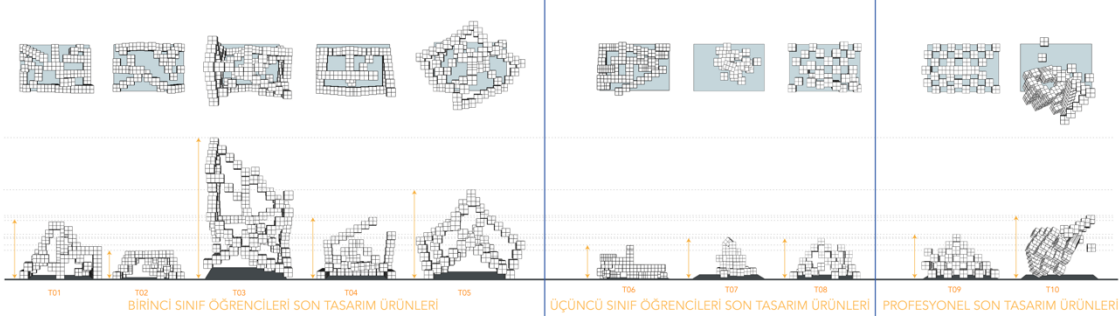 T01 T02 T03 T04 T05 T06 T07 T08 T09 T10
BİRİNCİ SINIF ÖĞRENCİLERİ SON TASARIM ÜRÜNLERİ
ÜÇÜNCÜ SINIF ÖĞRENCİLERİ SON TASARIM ÜRÜNLERİ
PROFESYONEL SON TASARIM ÜRÜNLERİ